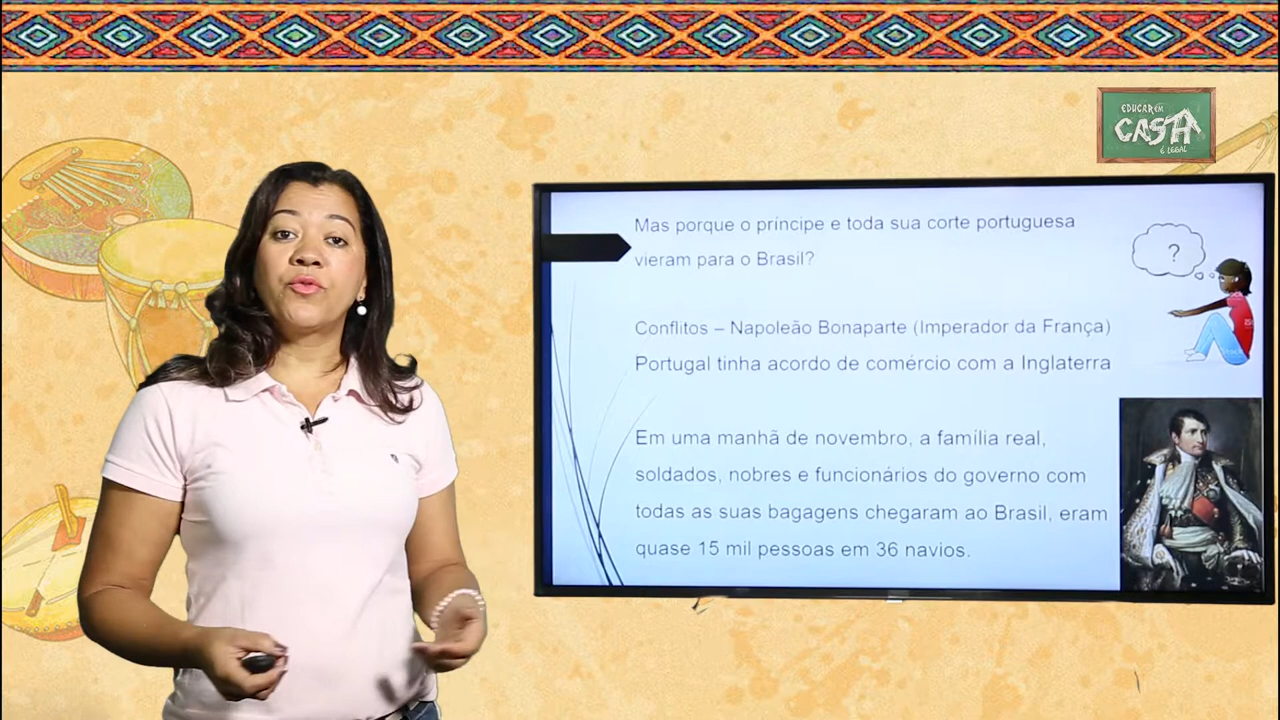 EDUCAR EM
CASA
É LEGAL
Mas porque o príncipe e toda sua corte portuguesa
vieram para o Brasil?
?
Conflitos – Napoleão Bonaparte (Imperador da França)
Portugal tinha acordo de comércio com a Inglaterra
Em uma manhã de novembro, a família real,
soldados, nobres e funcionários do governo com
todas as suas bagagens chegaram ao Brasil, eram
quase 15 mil pessoas em 36 navios.